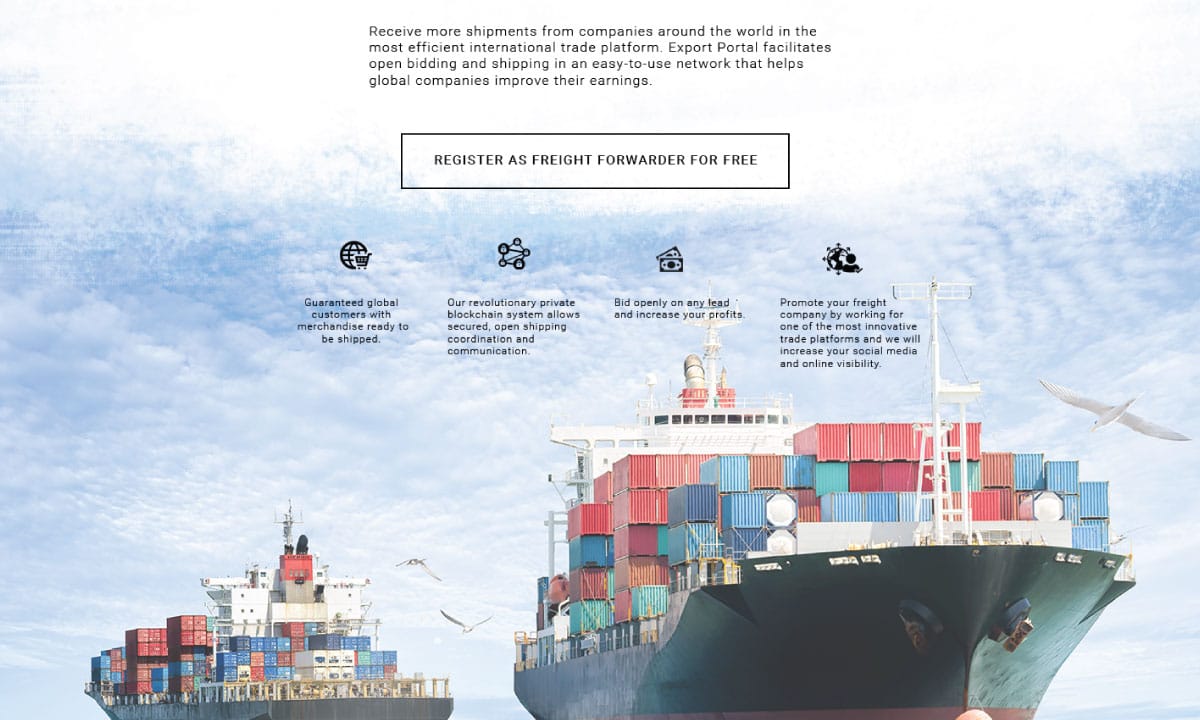 Receive more shipments from companies around the world in the
most efficient international trade platform. Export Portal facilitates
open bidding and shipping in an easy-to-use network that helps
global companies improve their earnings.
REGISTER AS FREIGHT FORWARDER FOR FREE
Guaranteed global
customers with
merchandise ready to
be shipped.
Our revolutionary private
blockchain system allows
secured, open shipping
coordination and
communication.
Bid openly on any lead
and increase your profits.
Promote your freight
company by working for
one of the most innovative
trade platforms and we will
increase your social media
and online visibility.